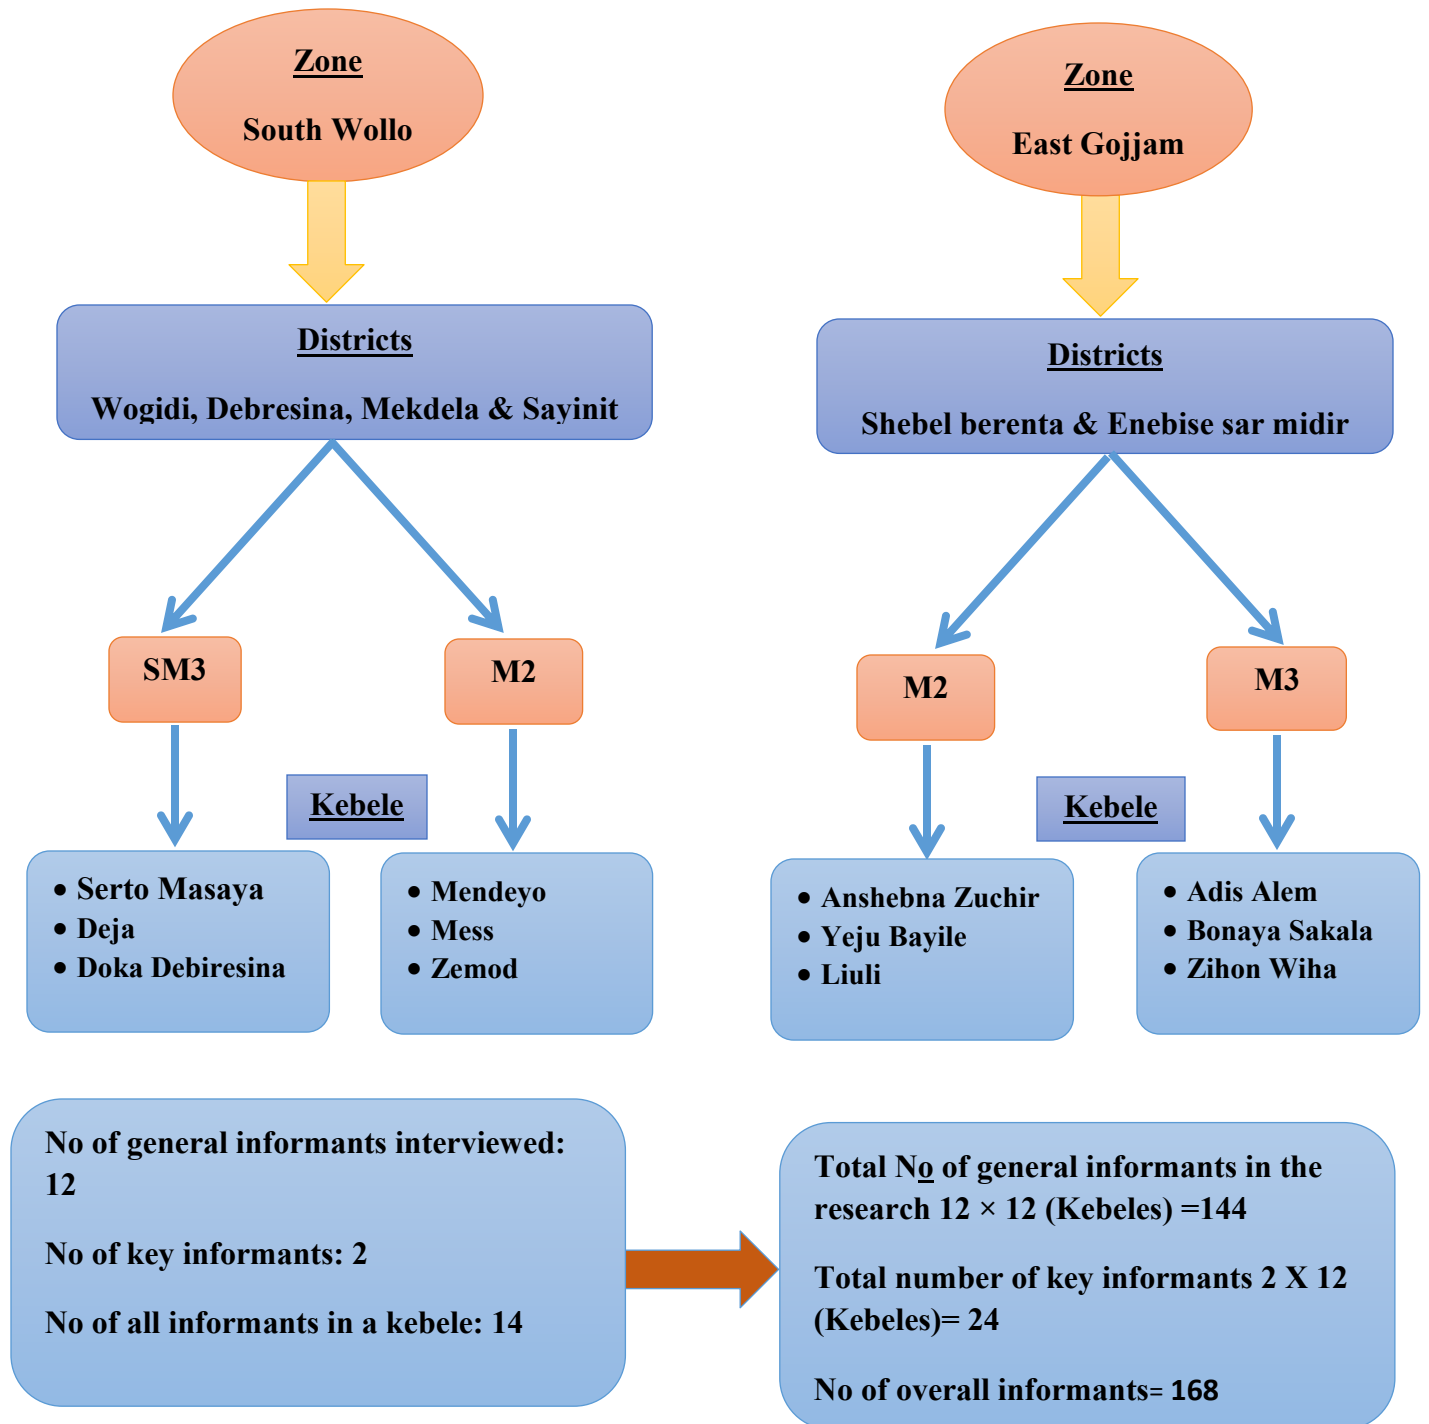 Zone
South Wollo
Districts
Wogidi, Debresina, Mekdela & Sayinit
SM3
M2
Kebele
• Serto Masaya
• Deja
• Doka Debiresina
• Mendeyo
• Mess
• Zemod
Zone
East Gojjam
Districts
Shebel berenta & Enebise sar midir
M2
M3
Kebele
• Anshebna Zuchir
• Yeju Bayile
• Liuli
• Adis Alem
• Bonaya Sakala
• Zihon Wiha
No of general informants interviewed:
12
No of key informants: 2
No of all informants in a kebele: 14
Total No of general informants in the
research 12 × 12 (Kebeles) =144
Total number of key informants 2 X 12
(Kebeles)= 24
No of overall informants= 168